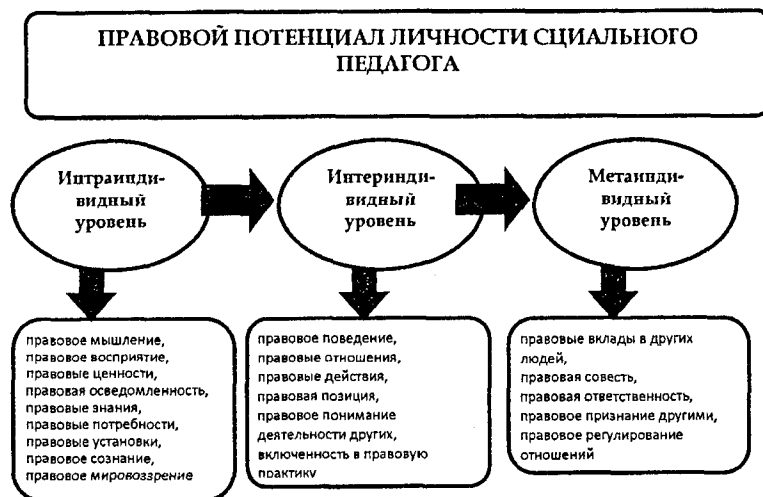 ПРАВОВОЙ ПОТЕНЦИАЛ ЛИЧНОСТИ СЦИАЛЬНОГО
ПЕДАГОГА
Интраинди-
видный
уровень
Интеринди-
видный
уровень
Метаинди-
видный
уровень
правовое мышление,
правовое восприятие,
правовые ценности,
правовая осведомленность,
правовые знания,
правовые потребности,
правовые установки,
правовое сознание,
правовое мировоззрение
правовое поведение,
правовые отношения,
правовые действия,
правовая позиция,
правовое понимание
деятельности других,
включенность в правовую
практику
правовые вклады в других
людей,
правовая совесть,
правовая ответственность,
правовое признание другими,
правовое регулирование
отношений